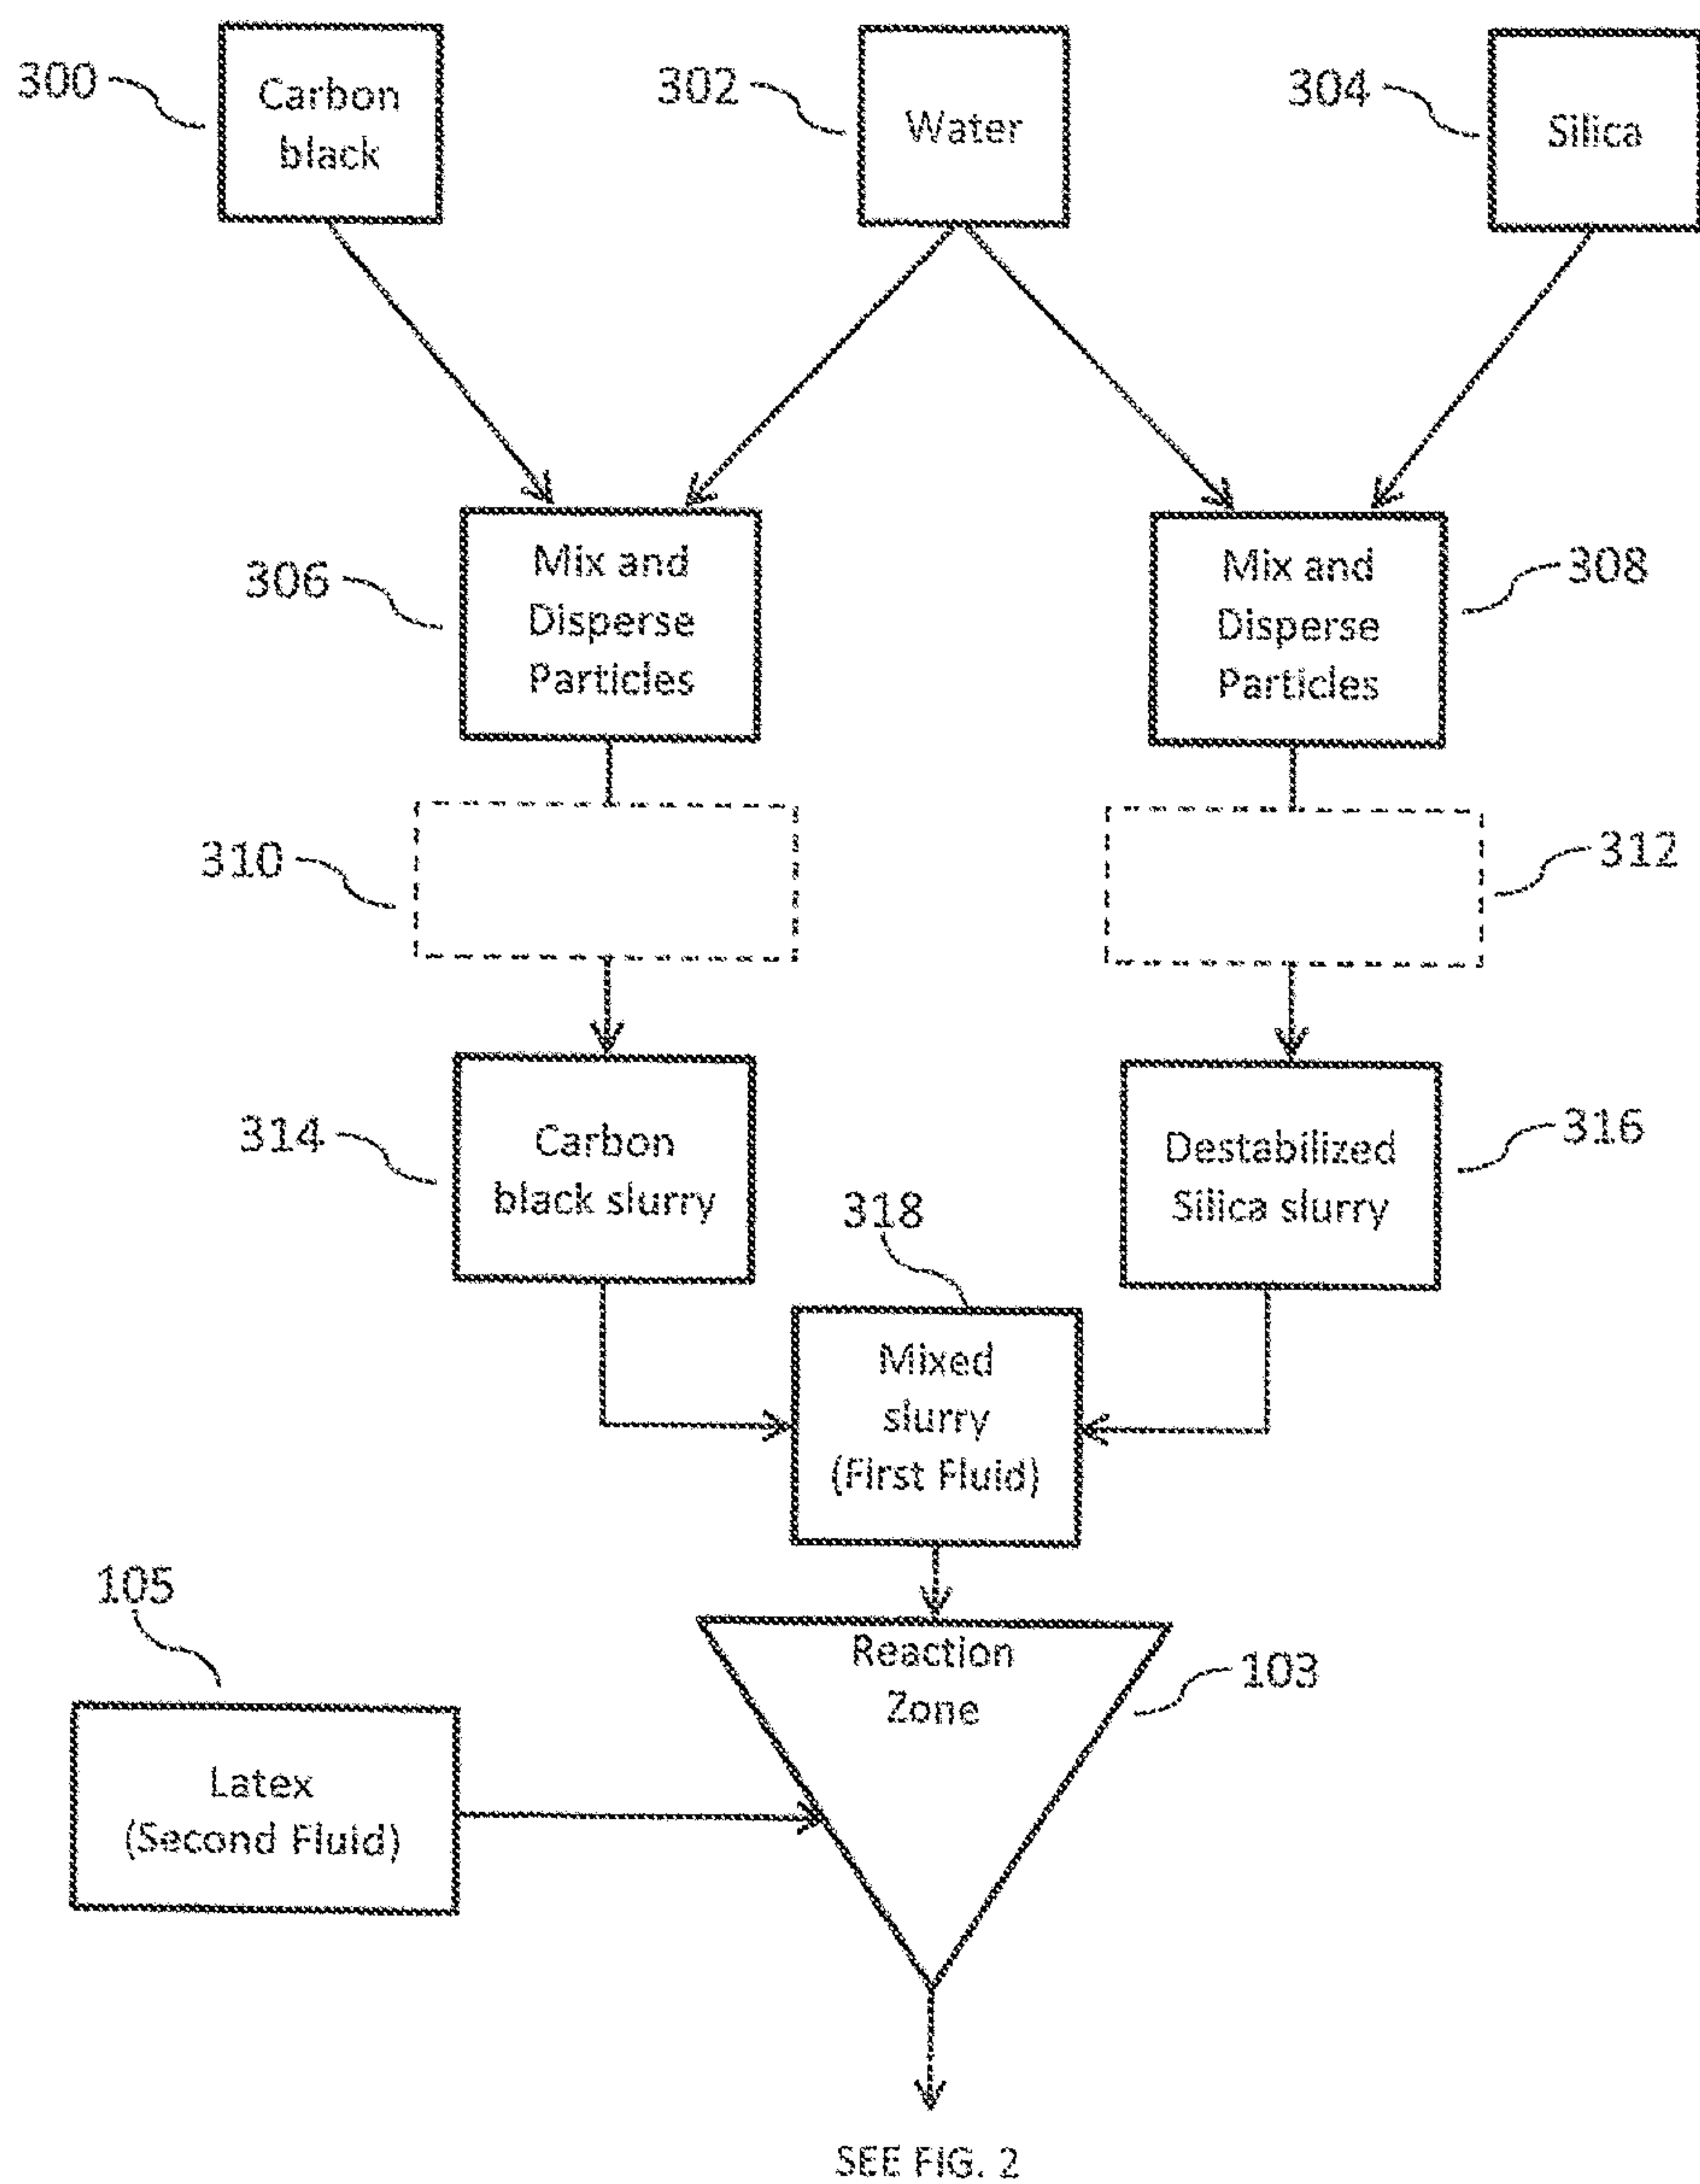 300
Carbon
black
302
Water
304
Silica
306
Mix and
Disperse
Particles
Mix and
Disperse
Particles
308
310
312
314
Carbon
black slurry
Destabilized
Silica slurry
316
318
Mixed
slurry
(First Fluid)
105
Latex
(Second Fluid)
Reaction
Zone
103
SEE FIG. 2